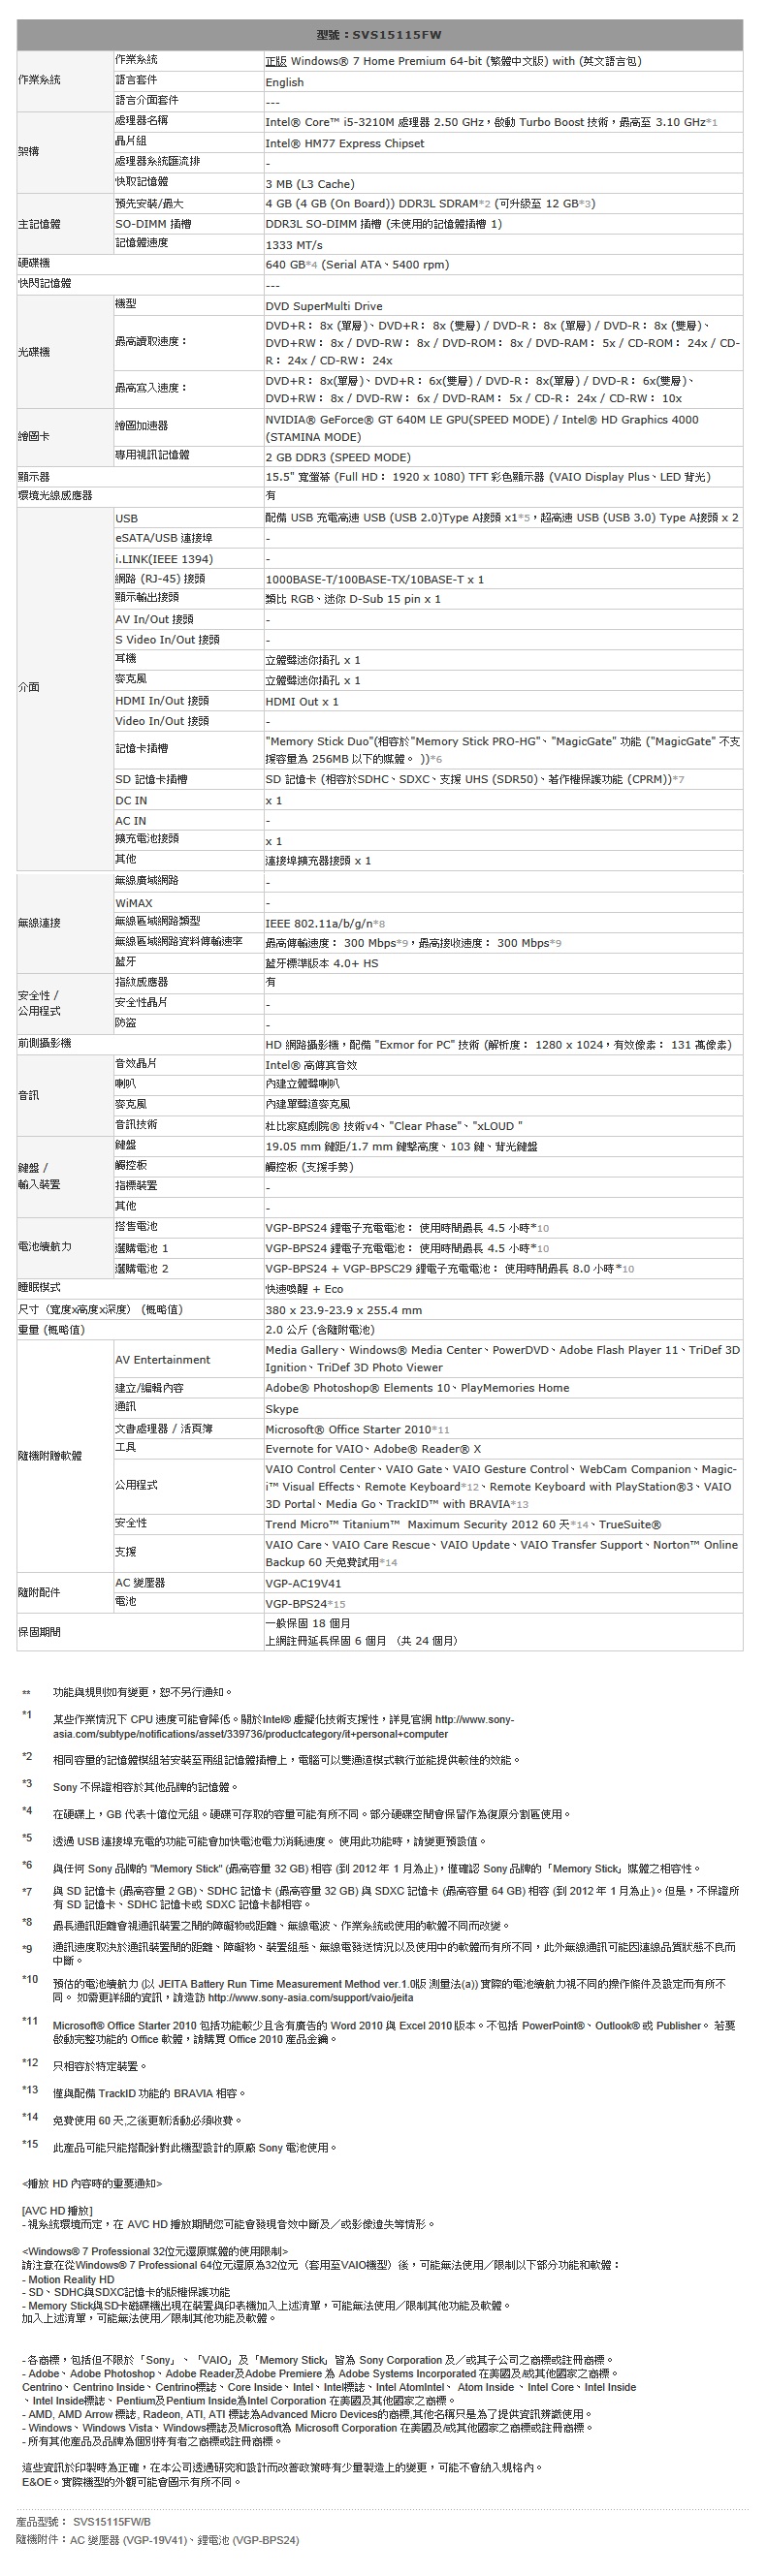 型號：SVS15115FW
作業系統
作業系統
正版 Windows® 7 Home Premium 64-bit (繁體中文版) with (英文語言包)
語言套件
English
語言介面套件
---
架構
處理器名稱
Intel® Core™ i5-3210M 處理器 2.50 GHz，啟動 Turbo Boost 技術，最高至 3.10 GHz*1
晶片組
Intel® HM77 Express Chipset
處理器系統匯流排
-
快取記憶體
3 MB (L3 Cache)
主記憶體
預先安裝/最大
4 GB (4 GB (On Board)) DDR3L SDRAM*2 (可升級至 12 GB*3)
SO-DIMM 插槽
DDR3L SO-DIMM 插槽 (未使用的記憶體插槽 1)
記憶體速度
1333 MT/s
硬碟機
640 GB*4 (Serial ATA、5400 rpm)
快閃記憶體
---
光碟機
機型
DVD SuperMulti Drive
最高讀取速度：
DVD+R： 8x (單層)、DVD+R： 8x (雙層) / DVD-R： 8x (單層) / DVD-R： 8x (雙層)、
DVD+RW： 8x / DVD-RW： 8x / DVD-ROM： 8x / DVD-RAM： 5x / CD-ROM： 24x / CD-
R： 24x / CD-RW： 24x
最高寫入速度：
DVD+R： 8x(單層)、DVD+R： 6x(雙層) / DVD-R： 8x(單層) / DVD-R： 6x(雙層)、
DVD+RW： 8x / DVD-RW： 6x / DVD-RAM： 5x / CD-R： 24x / CD-RW： 10x
繪圖卡
繪圖加速器
NVIDIA® GeForce® GT 640M LE GPU(SPEED MODE) / Intel® HD Graphics 4000
(STAMINA MODE)
專用視訊記憶體
2 GB DDR3 (SPEED MODE)
顯示器
15.5" 寬螢幕 (Full HD： 1920 x 1080) TFT 彩色顯示器 (VAIO Display Plus、LED 背光)
環境光線感應器
有
介面
USB
配備 USB 充電高速 USB (USB 2.0)Type A接頭 x1*5，超高速 USB (USB 3.0) Type A接頭 x 2
eSATA/USB 連接埠
-
i.LINK(IEEE 1394)
-
網路 (RJ-45) 接頭
1000BASE-T/100BASE-TX/10BASE-T x 1
顯示輸出接頭
類比 RGB、迷你 D-Sub 15 pin x 1
AV In/Out 接頭
-
S Video In/Out 接頭
-
耳機
立體聲迷你插孔 x 1
麥克風
立體聲迷你插孔 x 1
HDMI In/Out 接頭
HDMI Out x 1
Video In/Out 接頭
-
記憶卡插槽
"Memory Stick Duo"(相容於"Memory Stick PRO-HG"、"MagicGate" 功能 ("MagicGate" 不支
援容量為 256MB 以下的媒體。 ))*6
SD 記憶卡插槽
SD 記憶卡 (相容於SDHC、SDXC、支援 UHS (SDR50)、著作權保護功能 (CPRM))*7
DC IN
x 1
AC IN
-
擴充電池接頭
x 1
其他
連接埠擴充器接頭 x 1
無線連接
無線廣域網路
-
WiMAX
-
無線區域網路類型
IEEE 802.11a/b/g/n*8
無線區域網路資料傳輸速率
最高傳輸速度： 300 Mbps*9，最高接收速度： 300 Mbps*9
藍牙
藍牙標準版本 4.0+ HS
安全性 /
公用程式
指紋感應器
有
安全性晶片
-
防盜
-
前側攝影機
HD 網路攝影機，配備 "Exmor for PC" 技術 (解析度： 1280 x 1024，有效像素： 131 萬像素)
音訊
音效晶片
Intel® 高傳真音效
喇叭
內建立體聲喇叭
麥克風
內建單聲道麥克風
音訊技術
杜比家庭劇院® 技術v4、"Clear Phase"、"xLOUD "
鍵盤 /
輸入裝置
鍵盤
19.05 mm 鍵距/1.7 mm 鍵擊高度、103 鍵、背光鍵盤
觸控板
觸控板 (支援手勢)
指標裝置
-
其他
-
電池續航力
搭售電池
VGP-BPS24 鋰電子充電電池： 使用時間最長 4.5 小時*10
選購電池 1
VGP-BPS24 鋰電子充電電池： 使用時間最長 4.5 小時*10
選購電池 2
VGP-BPS24 + VGP-BPSC29 鋰電子充電電池： 使用時間最長 8.0 小時*10
睡眠模式
快速喚醒 + Eco
尺寸（寬度x高度x深度）（概略值）
380 x 23.9-23.9 x 255.4 mm
重量 (概略值)
2.0 公斤 (含隨附電池)
隨機附贈軟體
AV Entertainment
Media Gallery、Windows® Media Center、PowerDVD、Adobe Flash Player 11、TriDef 3D
Ignition、TriDef 3D Photo Viewer
建立/編輯內容
Adobe® Photoshop® Elements 10、PlayMemories Home
通訊
Skype
文書處理器 / 活頁簿
Microsoft® Office Starter 2010*11
工具
Evernote for VAIO、Adobe® Reader® X
公用程式
VAIO Control Center、VAIO Gate、VAIO Gesture Control、WebCam Companion、Magic-
i™ Visual Effects、Remote Keyboard*12、Remote Keyboard with PlayStation®3、VAIO
3D Portal、Media Go、TrackID™ with BRAVIA*13
安全性
Trend Micro™ Titanium™ Maximum Security 2012 60 天*14、TrueSuite®
支援
VAIO Care、VAIO Care Rescue、VAIO Update、VAIO Transfer Support、Norton™ Online
Backup 60 天免費試用*14
隨附配件
AC 變壓器
VGP-AC19V41
電池
VGP-BPS24*15
保固期間
一般保固 18 個月
上網註冊延長保固 6 個月 （共 24 個月）
** 功能與規則如有變更，恕不另行通知。
*1 某些作業情況下 CPU 速度可能會降低。關於Intel® 虛擬化技術支援性，詳見官網 http://www.sony-
asia.com/subtype/notifications/asset/339736/productcategory/it+personal+computer
*2 相同容量的記憶體模組若安裝至兩組記憶體插槽上，電腦可以雙通道模式執行並能提供較佳的效能。
*3 Sony 不保證相容於其他品牌的記憶體。
*4 在硬碟上，GB 代表十億位元組。硬碟可存取的容量可能有所不同。部分硬碟空間會保留作為復原分割區使用。
*5 透過 USB 連接埠充電的功能可能會加快電池電力消耗速度。 使用此功能時，請變更預設值。
*6 與任何 Sony 品牌的 "Memory Stick" (最高容量 32 GB) 相容 (到 2012 年 1 月為止)，僅確認 Sony 品牌的「Memory Stick」媒體之相容性。
*7 與 SD 記憶卡 (最高容量 2 GB)、SDHC 記憶卡 (最高容量 32 GB) 與 SDXC 記憶卡 (最高容量 64 GB) 相容 (到 2012 年 1 月為止)。但是，不保證所
有 SD 記憶卡、SDHC 記憶卡或 SDXC 記憶卡都相容。
*8 最長通訊距離會視通訊裝置之間的障礙物或距離、無線電波、作業系統或使用的軟體不同而改變。
*9 通訊速度取決於通訊裝置間的距離、障礙物、裝置組態、無線電發送情況以及使用中的軟體而有所不同，此外無線通訊可能因連線品質狀態不良而
中斷。
*10 預估的電池續航力 (以 JEITA Battery Run Time Measurement Method ver.1.0版 測量法(a)) 實際的電池續航力視不同的操作條件及設定而有所不
同。 如需更詳細的資訊，請造訪 http://www.sony-asia.com/support/vaio/jeita
*11 Microsoft® Office Starter 2010 包括功能較少且含有廣告的 Word 2010 與 Excel 2010 版本。不包括 PowerPoint®、Outlook® 或 Publisher。 若要
啟動完整功能的 Office 軟體，請購買 Office 2010 產品金鑰。
*12 只相容於特定裝置。
*13 僅與配備 TrackID 功能的 BRAVIA 相容。
*14 免費使用 60 天,之後更新活動必須收費。
*15 此產品可能只能搭配針對此機型設計的原廠 Sony 電池使用。
<播放 HD 內容時的重要通知>
[AVC HD 播放]
- 視系統環境而定，在 AVC HD 播放期間您可能會發現音效中斷及／或影像遺失等情形。
<Windows® 7 Professional 32位元還原媒體的使用限制>
請注意在從Windows® 7 Professional 64位元還原為32位元（套用至VAIO機型）後，可能無法使用／限制以下部分功能和軟體：
- Motion Reality HD
- SD、SDHC與SDXC記憶卡的版權保護功能
- Memory Stick與SD卡磁碟機出現在裝置與印表機加入上述清單，可能無法使用／限制其他功能及軟體。
加入上述清單，可能無法使用／限制其他功能及軟體。
- 各商標，包括但不限於「Sony」、「VAIO」及「Memory Stick」皆為 Sony Corporation 及／或其子公司之商標或註冊商標。
- Adobe、Adobe Photoshop、Adobe Reader及Adobe Premiere 為 Adobe Systems Incorporated 在美國及/或其他國家之商標。
Centrino、Centrino Inside、Centrino標誌、Core Inside、Intel、Intel標誌、Intel AtomIntel、 Atom Inside 、Intel Core、Intel Inside
、Intel Inside標誌、Pentium及Pentium Inside為Intel Corporation 在美國及其他國家之商標。
- AMD, AMD Arrow 標誌, Radeon, ATI, ATI 標誌為Advanced Micro Devices的商標,其他名稱只是為了提供資訊辨識使用。
- Windows、Windows Vista、Windows標誌及Microsoft為 Microsoft Corporation 在美國及/或其他國家之商標或註冊商標。
- 所有其他產品及品牌為個別持有者之商標或註冊商標。
這些資訊於印製時為正確，在本公司透過研究和設計而改善政策時有少量製造上的變更，可能不會納入規格內。
E&OE。實際機型的外觀可能會圖示有所不同。
產品型號： SVS15115FW/B
隨機附件：AC 變壓器 (VGP-19V41)、鋰電池 (VGP-BPS24)